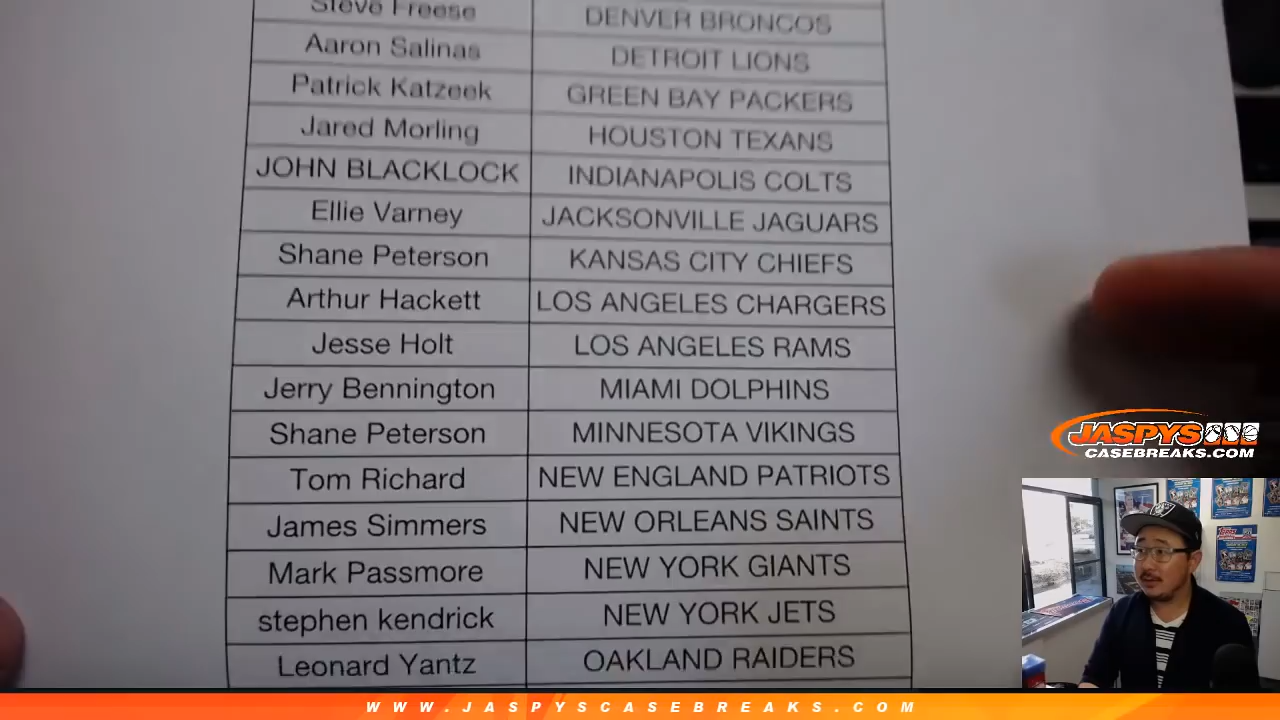 Steve Freese DENVER BRONCOS
Aaron Salinas DETROIT LIONS
Patrick Katzeek GREEN BAY PACKERS
Jared Morling HOUSTON TEXANS
JOHN BLACKLOCK INDIANAPOLIS COLTS
Ellie Varney JACKSONVILLE JAGUARS
Shane Peterson KANSAS CITY CHIEFS
Arthur Hackett LOS ANGELES CHARGERS
Jesse Holt LOS ANGELES RAMS
Jerry Bennington MIAMI DOLPHINS
Shane Peterson MINNESOTA VIKINGS
Tom Richard NEW ENGLAND PATRIOTS
James Simmers NEW ORLEANS SAINTS
Mark Passmore NEW YORK GIANTS
stephen kendrick NEW YORK JETS
Leonard Yantz OAKLAND RAIDERS
JASPYS
CASEBREAKS.COM
WWW.JASPYSCASEBREAKS.COM